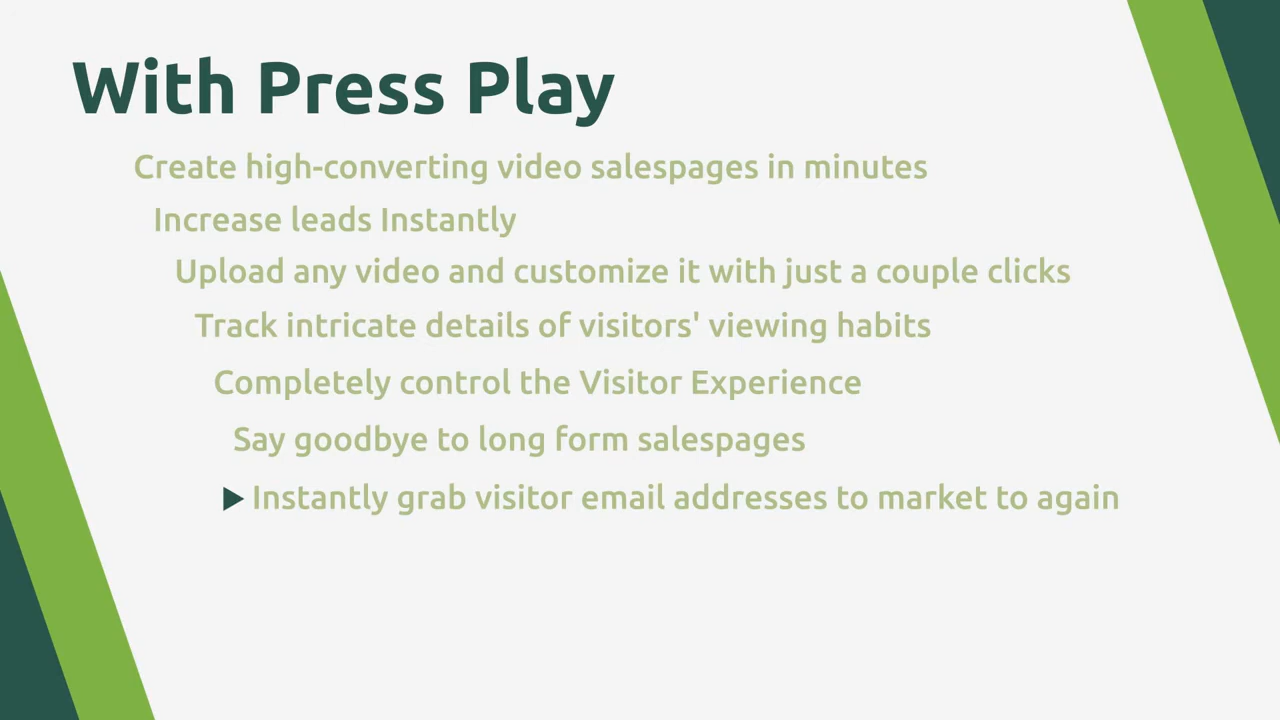 With Press Play
Create high-converting video salespages in minutes
Increase leads Instantly
Upload any video and customize it with just a couple clicks
Track intricate details of visitors' viewing habits
Completely control the Visitor Experience
Say goodbye to long form salespages
Instantly grab visitor email addresses to market to again